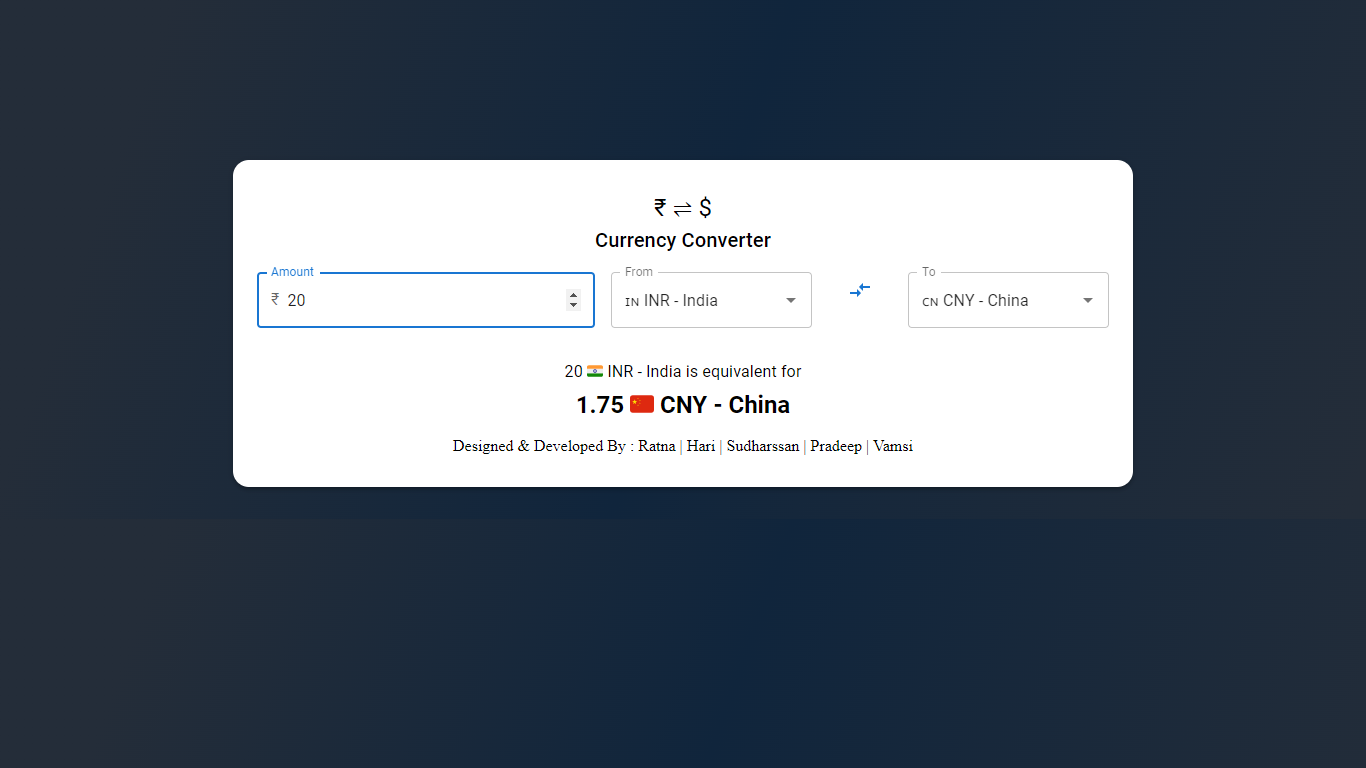 ₹ ⇌ $
Currency Converter
Amount
₹ 20
From
IN INR - India
To
CN CNY - China
20 🇮🇳 INR - India is equivalent for
1.75 🇨🇳 CNY - China
Designed & Developed By : Ratna | Hari | Sudharssan | Pradeep | Vamsi